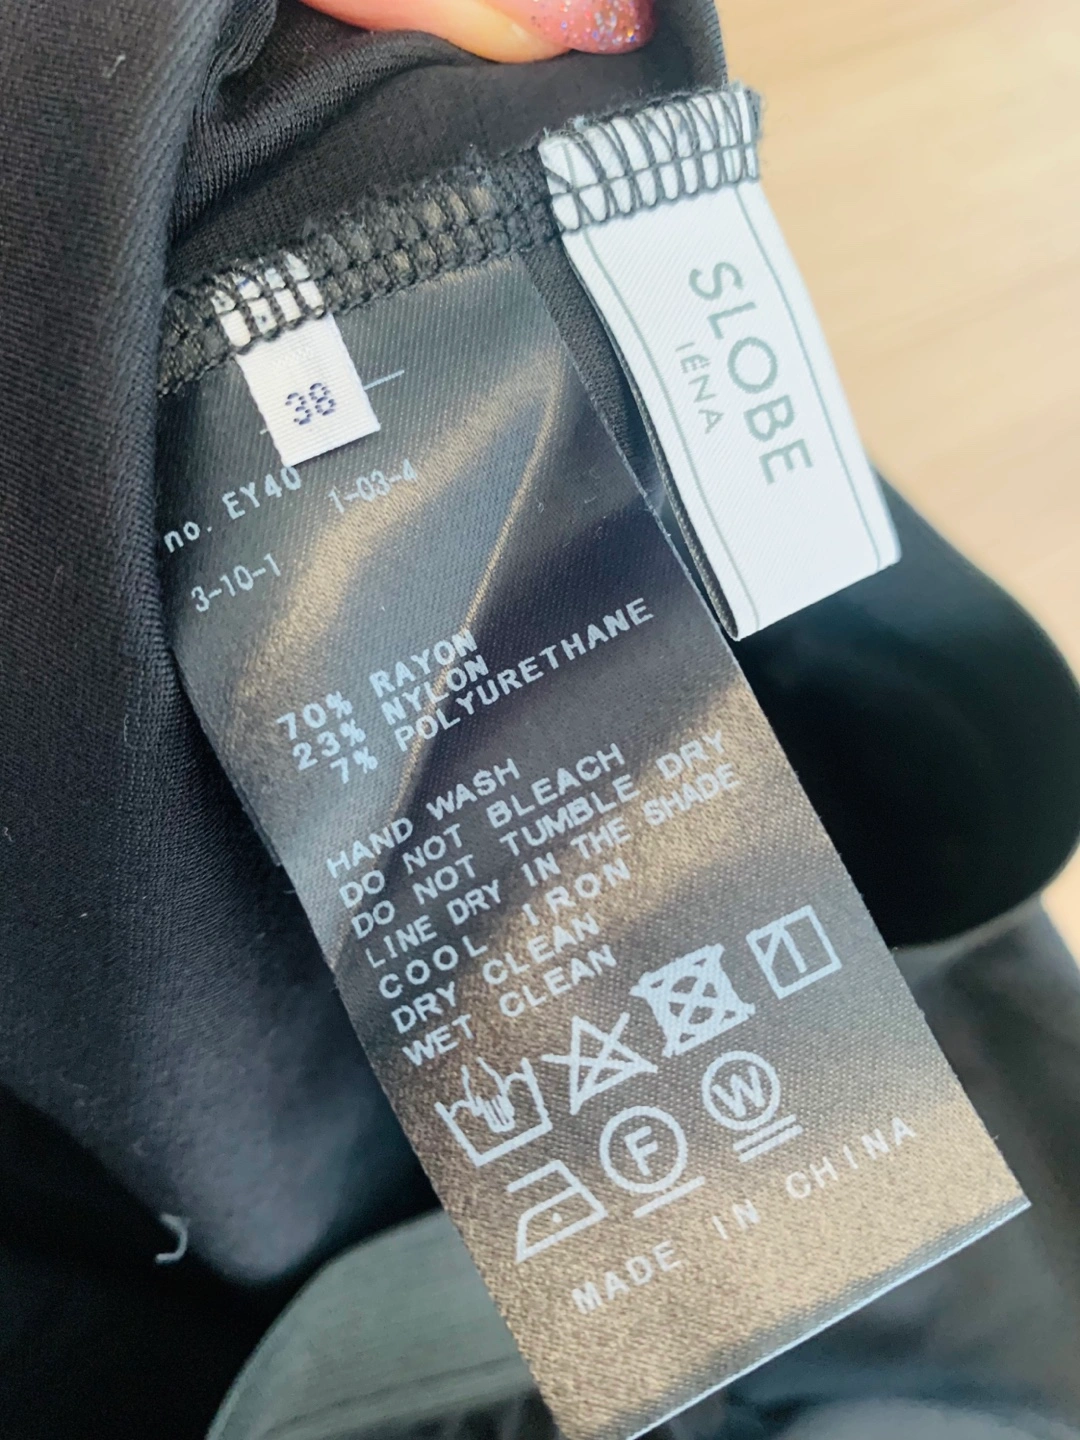 SLOBE
IÉNA
38
no. EY40
1-03-4
3-10-1
70% RAYON
23% NYLON
7% POLYURETHANE
HAND WASH
DO NOT BLEACH
DO NOT TUMBLE DRY
LINE DRY IN THE SHADE
COOL IRON
DRY CLEAN
WET CLEAN
F
W
MADE IN CHINA